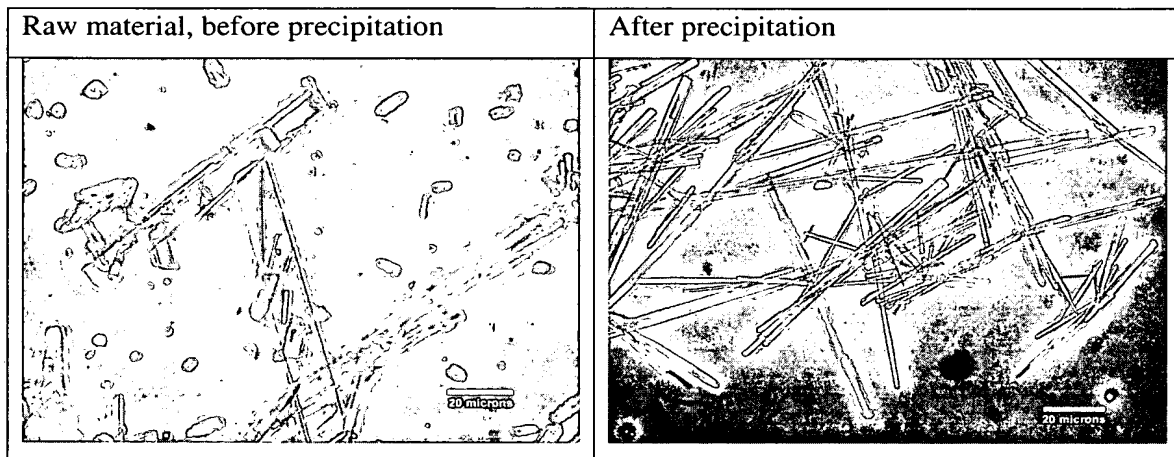 Raw material, before precipitation
After precipitation
20 microns
20 microns